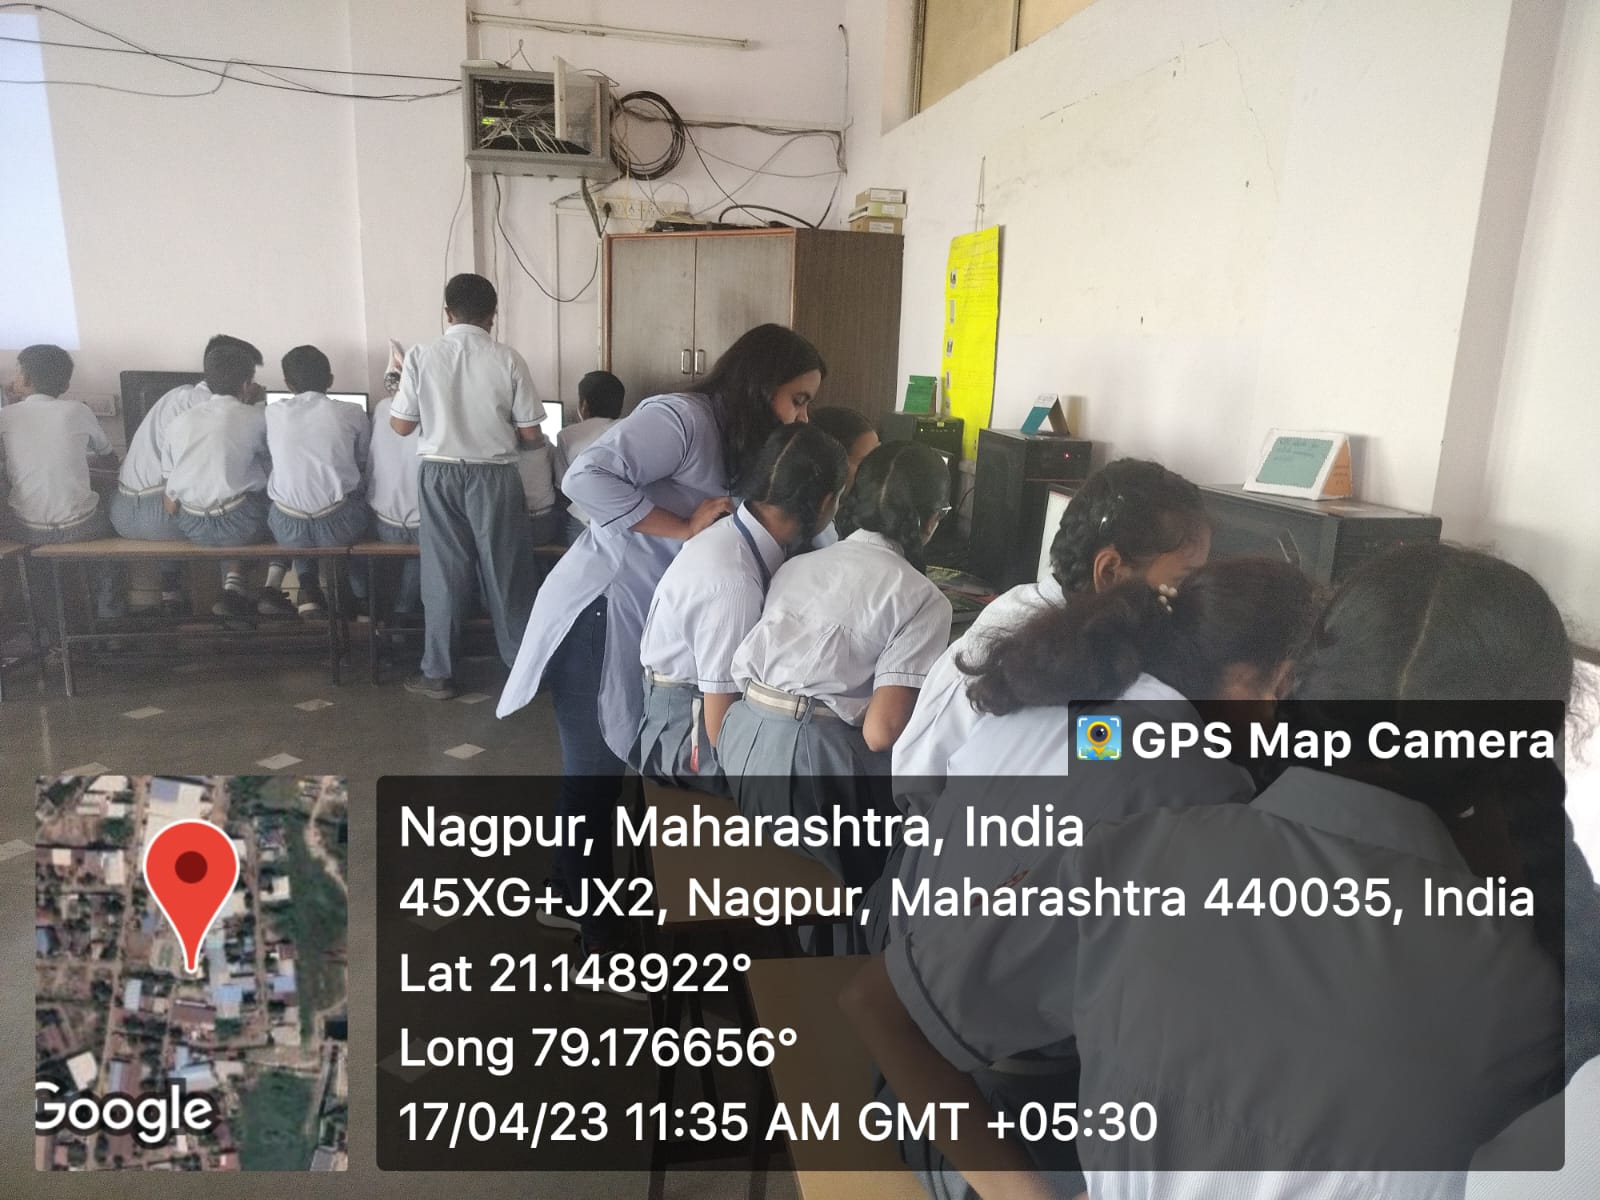 GPS Map Camera
Nagpur, Maharashtra, India
45XG+JX2, Nagpur, Maharashtra 440035, India
Lat 21.148922°
Long 79.176656°
17/04/23 11:35 AM GMT +05:30
Google